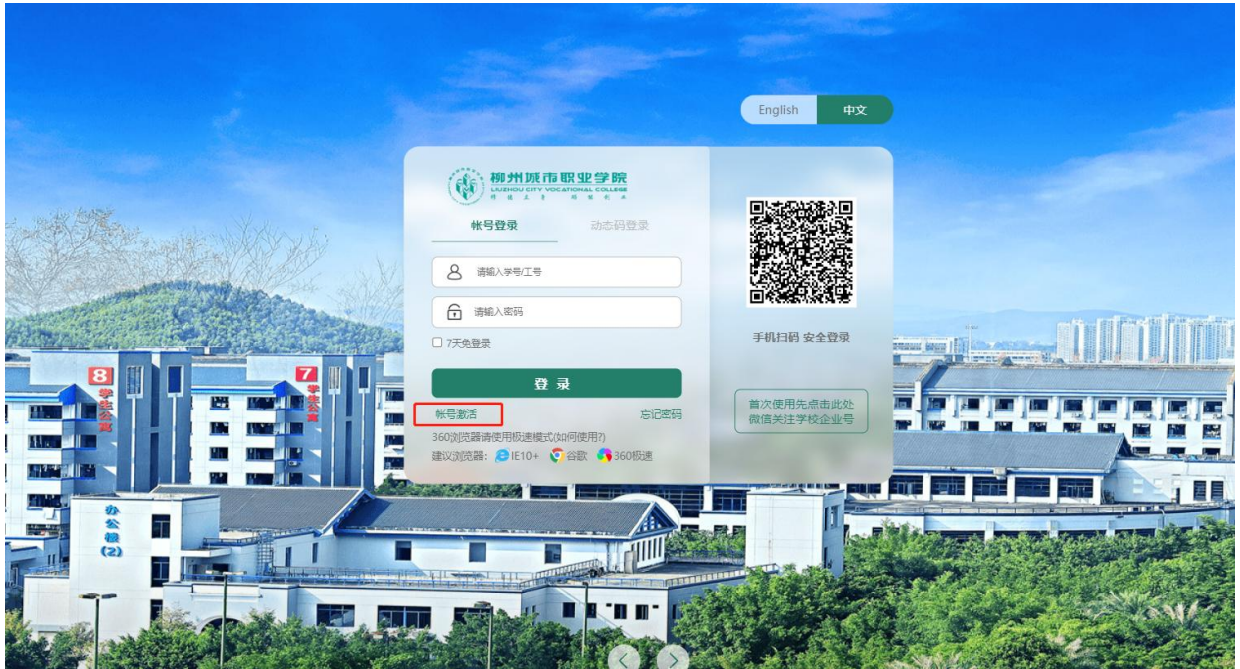 English 中文
柳州城市职业学院
LIUZHOU CITY VOCATIONAL COLLEGE
帐号登录 动态码登录
请输入学号/工号
请输入密码
7天免登录
登 录
帐号激活 忘记密码
360浏览器请使用极速模式(如何使用?)
建议浏览器: IE10+ 谷歌 360极速
手机扫码 安全登录
首次使用先点击此处
微信关注学校企业号
8
学生公寓
7
学生公寓
办公楼
(2)